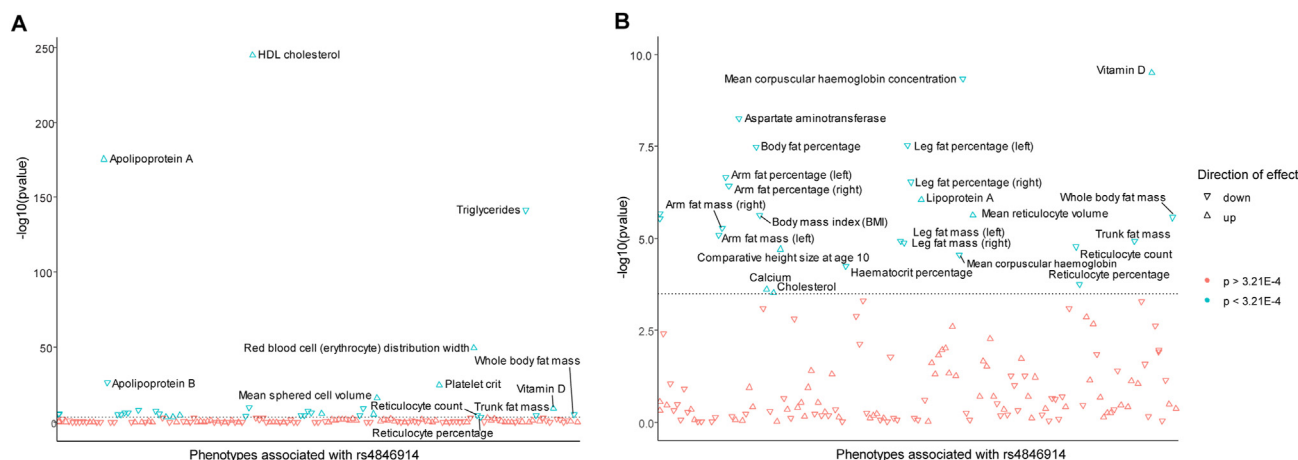 A
-log10(pvalue)
250
200
150
100
50
0
HDL cholesterol
Apolipoprotein A
Triglycerides
Red blood cell (erythrocyte) distribution width
Whole body fat mass
Apolipoprotein B
Platelet crit
Mean sphered cell volume
Vitamin D
Reticulocyte count
Trunk fat mass
Reticulocyte percentage
Phenotypes associated with rs4846914
B
-log10(pvalue)
10.0
7.5
5.0
2.5
0.0
Mean corpuscular haemoglobin concentration
Vitamin D
Aspartate aminotransferase
Body fat percentage
Leg fat percentage (left)
Arm fat percentage (left)
Arm fat percentage (right)
Leg fat percentage (right)
Lipoprotein A
Whole body fat mass
Arm fat mass (right)
Body mass index (BMI)
Mean reticulocyte volume
Arm fat mass (left)
Leg fat mass (left)
Leg fat mass (right)
Trunk fat mass
Reticulocyte count
Comparative height size at age 10
Haematocrit percentage
Mean corpuscular haemoglobin
Reticulocyte percentage
Calcium
Cholesterol
Phenotypes associated with rs4846914
Direction of effect
down
up
p > 3.21E-4
p < 3.21E-4